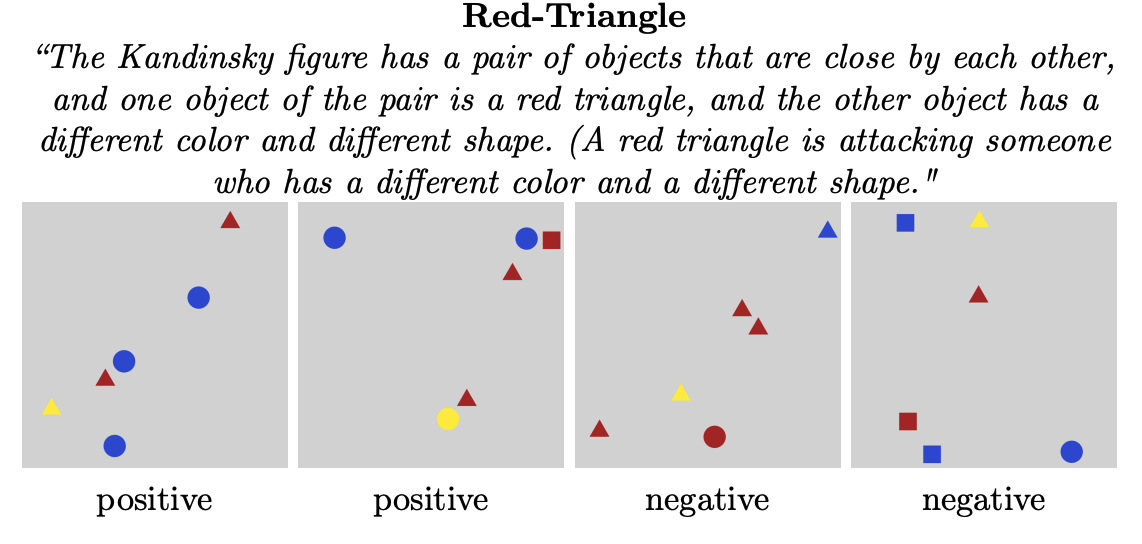 Red-Triangle
“The Kandinsky figure has a pair of objects that are close by each other,
and one object of the pair is a red triangle, and the other object has a
different color and different shape. (A red triangle is attacking someone
who has a different color and a different shape."
positive
positive
negative
negative